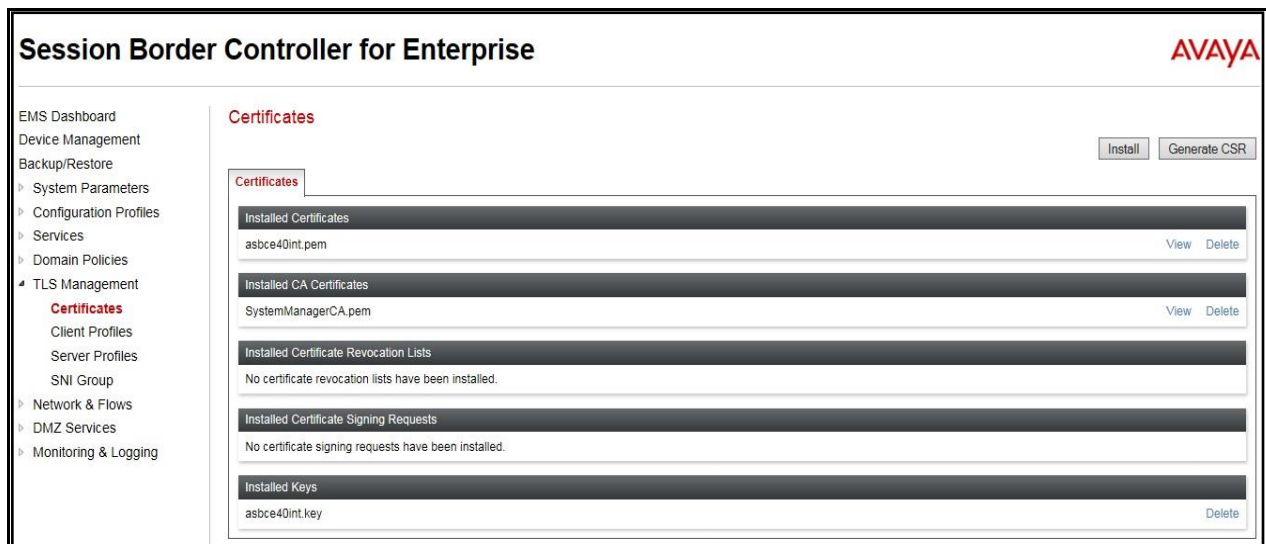 Session Border Controller for Enterprise
AVAYA
EMS Dashboard
Device Management
Backup/Restore
System Parameters
Configuration Profiles
Services
Domain Policies
TLS Management
Certificates
Client Profiles
Server Profiles
SNI Group
Network & Flows
DMZ Services
Monitoring & Logging
Certificates
Install Generate CSR
Certificates
Installed Certificates
asbce40int.pem View Delete
Installed CA Certificates
SystemManagerCA.pem View Delete
Installed Certificate Revocation Lists
No certificate revocation lists have been installed.
Installed Certificate Signing Requests
No certificate signing requests have been installed.
Installed Keys
asbce40int.key Delete